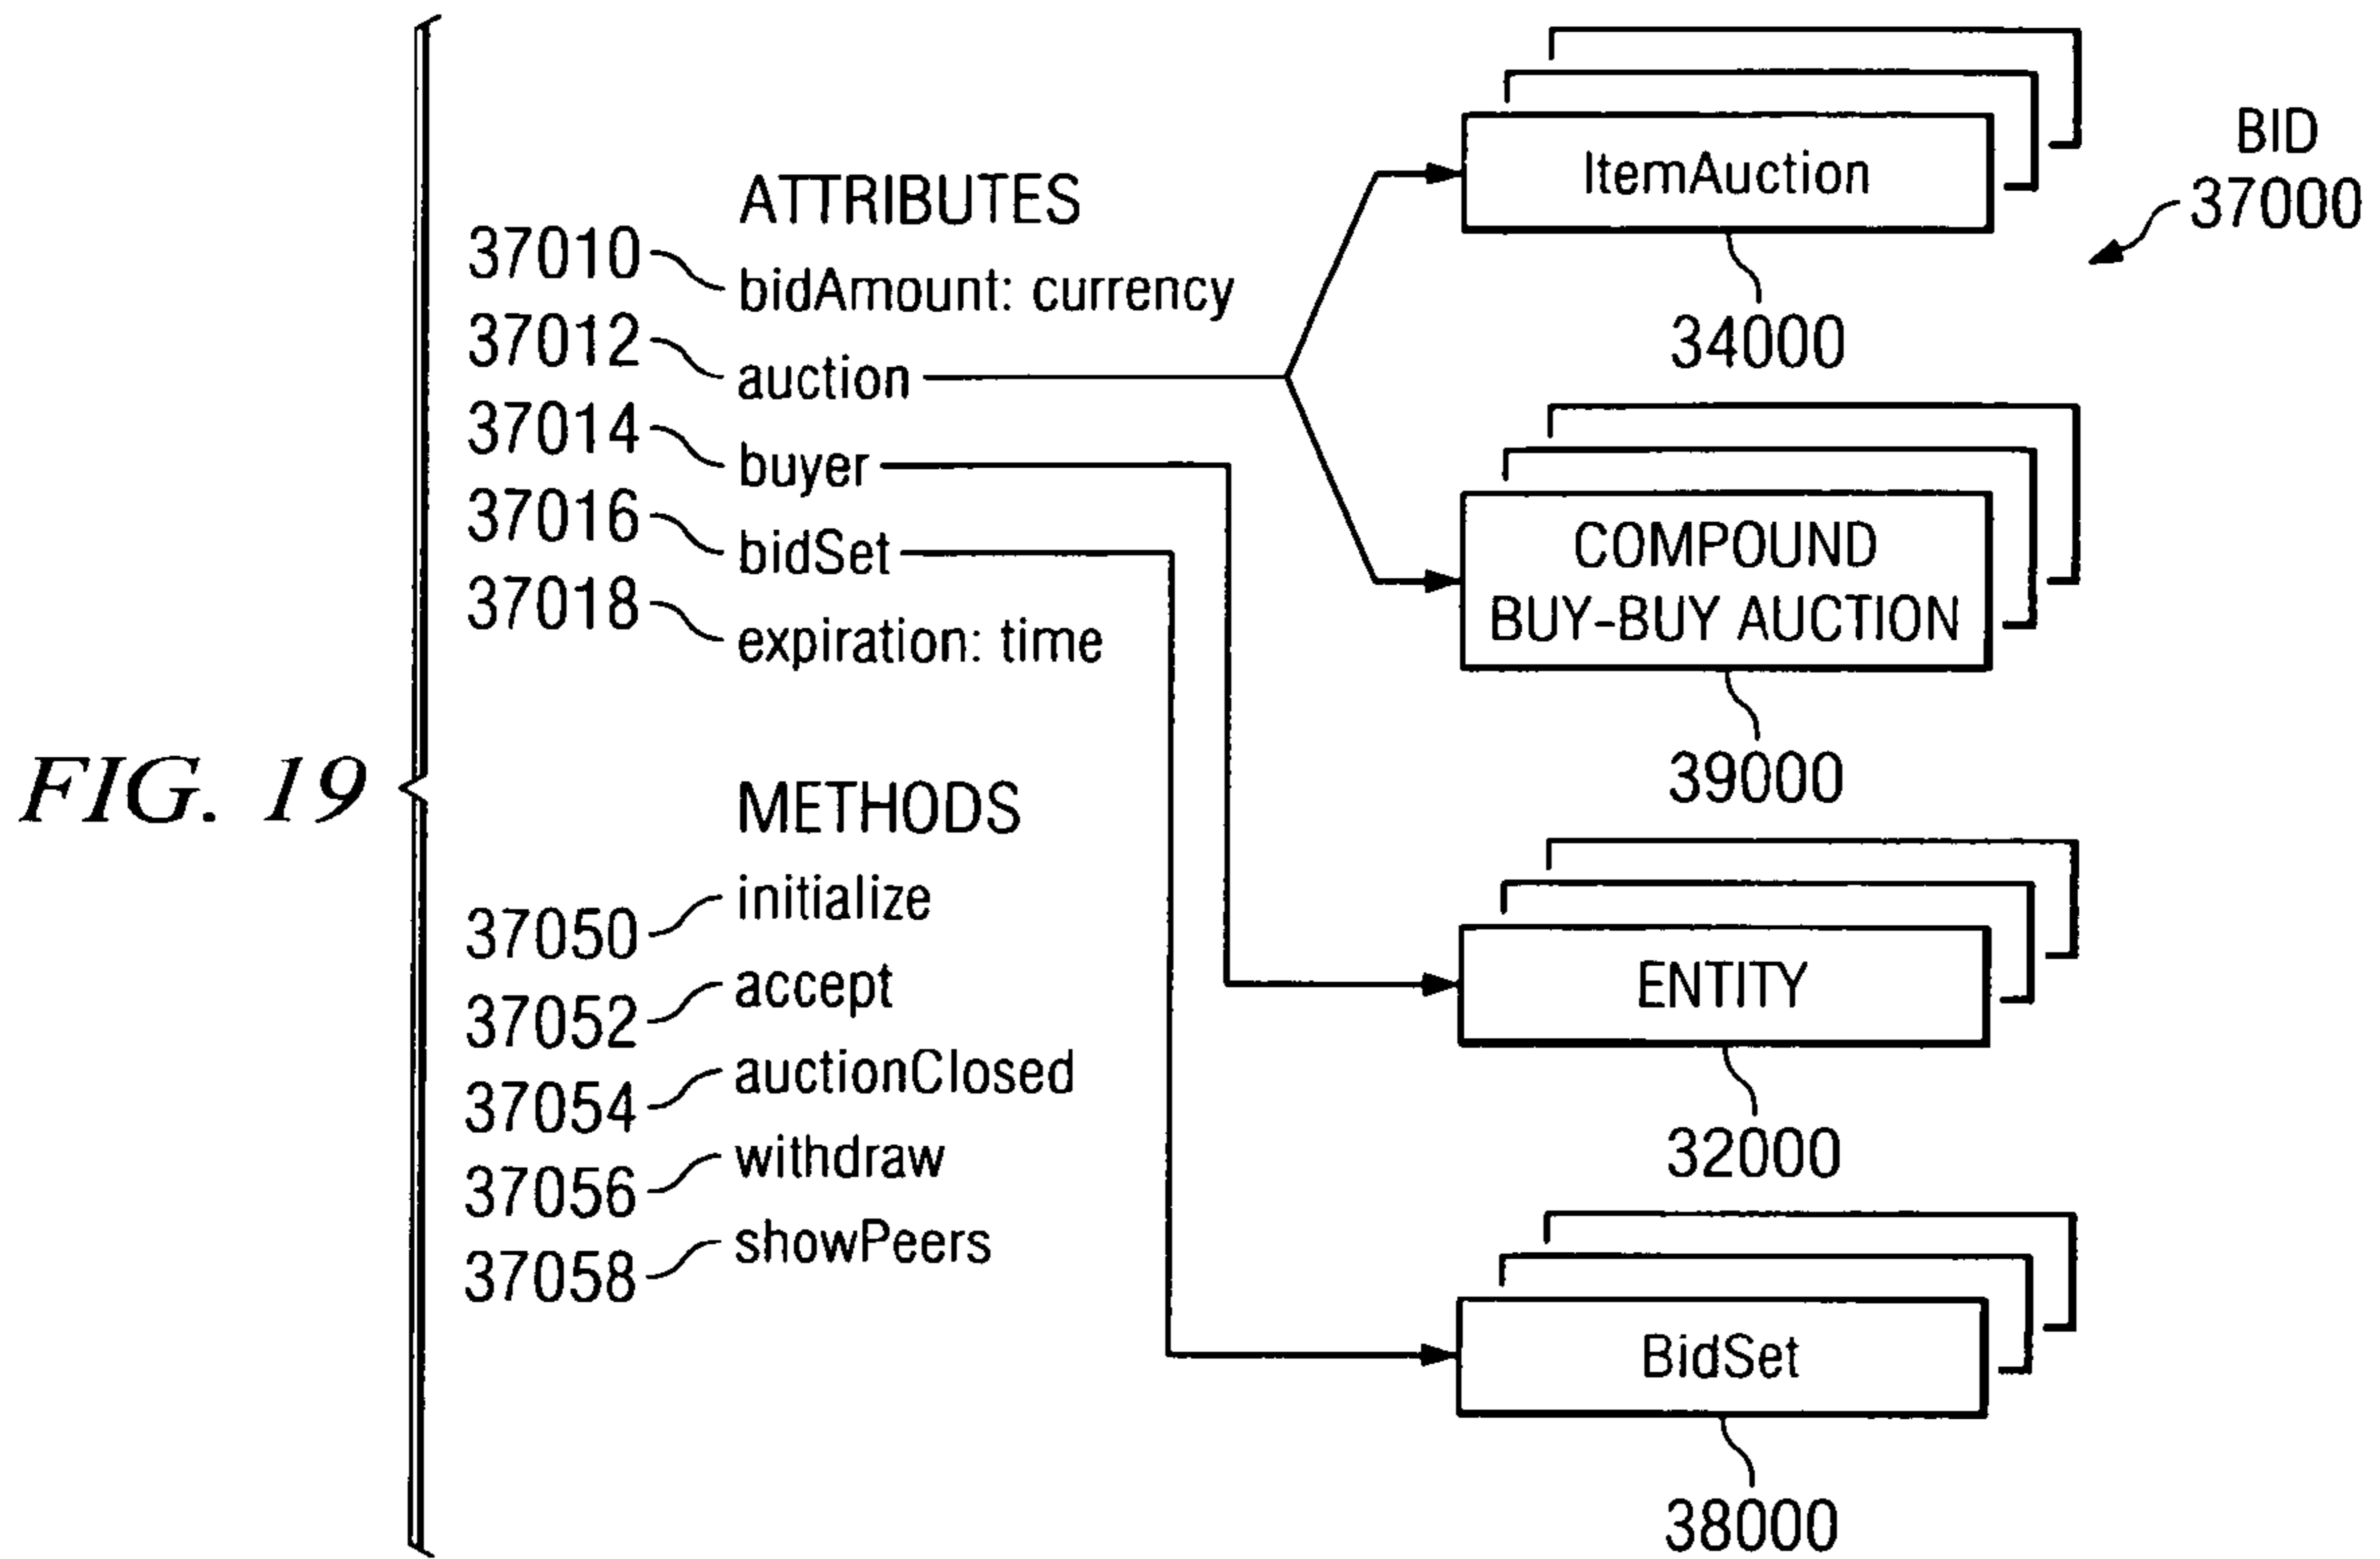 FIG. 19
ATTRIBUTES
37010 bidAmount: currency
37012 auction
37014 buyer
37016 bidSet
37018 expiration: time
METHODS
37050 initialize
37052 accept
37054 auctionClosed
37056 withdraw
37058 showPeers
ItemAuction
34000
COMPOUND
BUY-BUY AUCTION
39000
ENTITY
32000
BidSet
38000
BID
37000